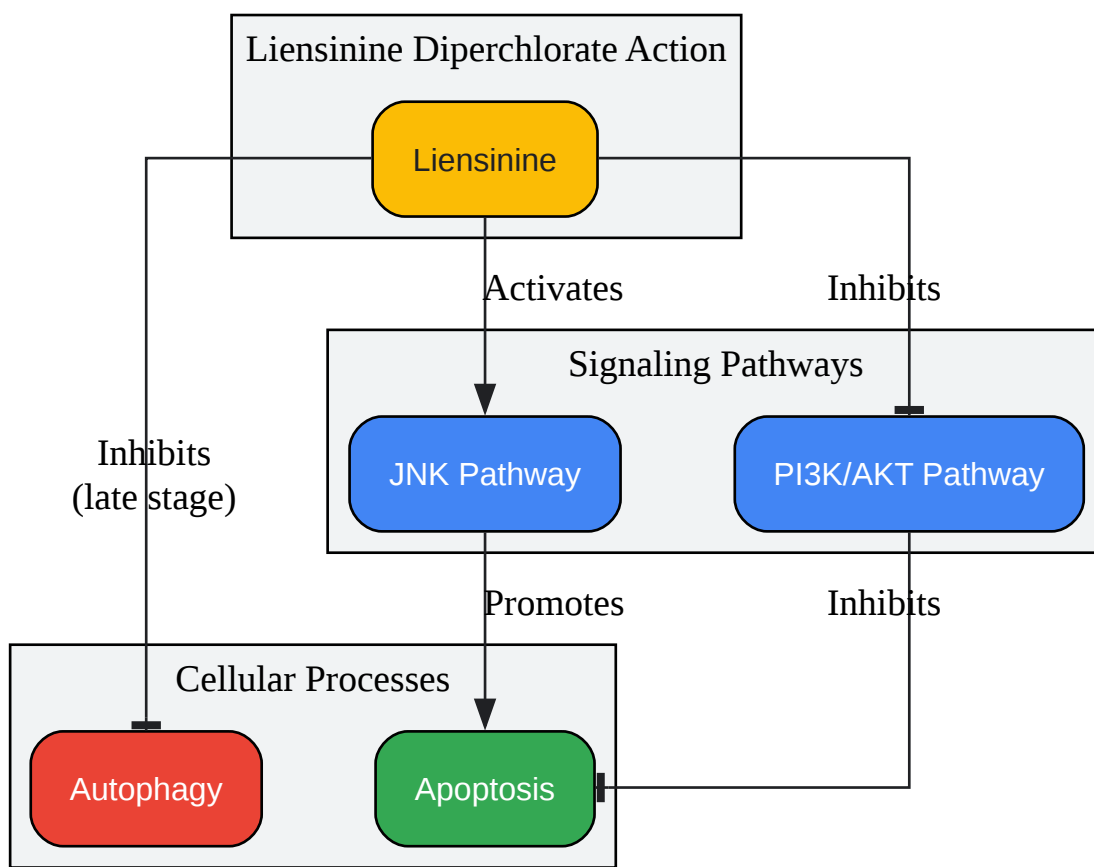 Liensinine Diperchlorate Action
Liensinine
Activates
Inhibits
Signaling Pathways
Inhibits
(late stage)
JNK Pathway
PI3K/AKT Pathway
Promotes
Inhibits
Cellular Processes
Autophagy
Apoptosis